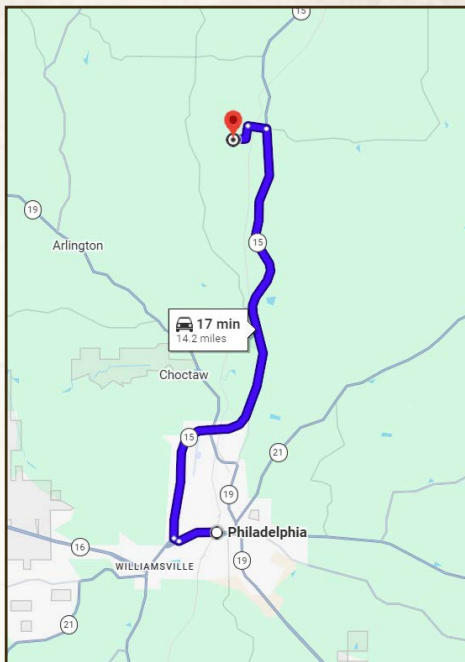 15
19
Arlington
15
17 min
14.2 miles
Choctaw
15
21
19
Philadelphia
16
19
WILLIAMSVILLE
21